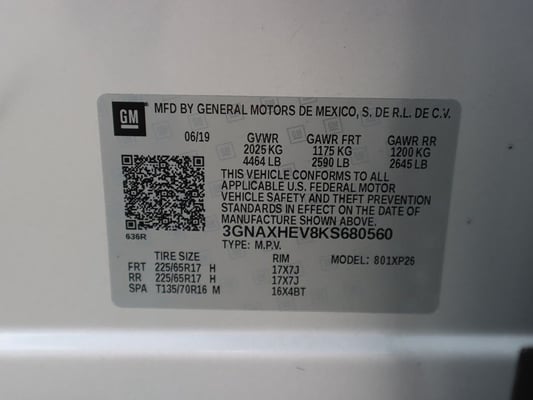 GM
MFD BY GENERAL MOTORS DE MEXICO, S. DE R.L. DE C.V.
06/19 GVWR GAWR FRT GAWR RR
2025 KG 1175 KG 1200 KG
4464 LB 2590 LB 2645 LB
THIS VEHICLE CONFORMS TO ALL
APPLICABLE U.S. FEDERAL MOTOR
VEHICLE SAFETY AND THEFT PREVENTION
STANDARDS IN EFFECT ON THE DATE OF
MANUFACTURE SHOWN ABOVE.
3GNAXHEV8KS680560
636R
TYPE: M.P.V.
TIRE SIZE RIM MODEL: 801XP26
FRT 225/65R17 H 17X7J
RR 225/65R17 H 17X7J
SPA T135/70R16 M 16X4BT